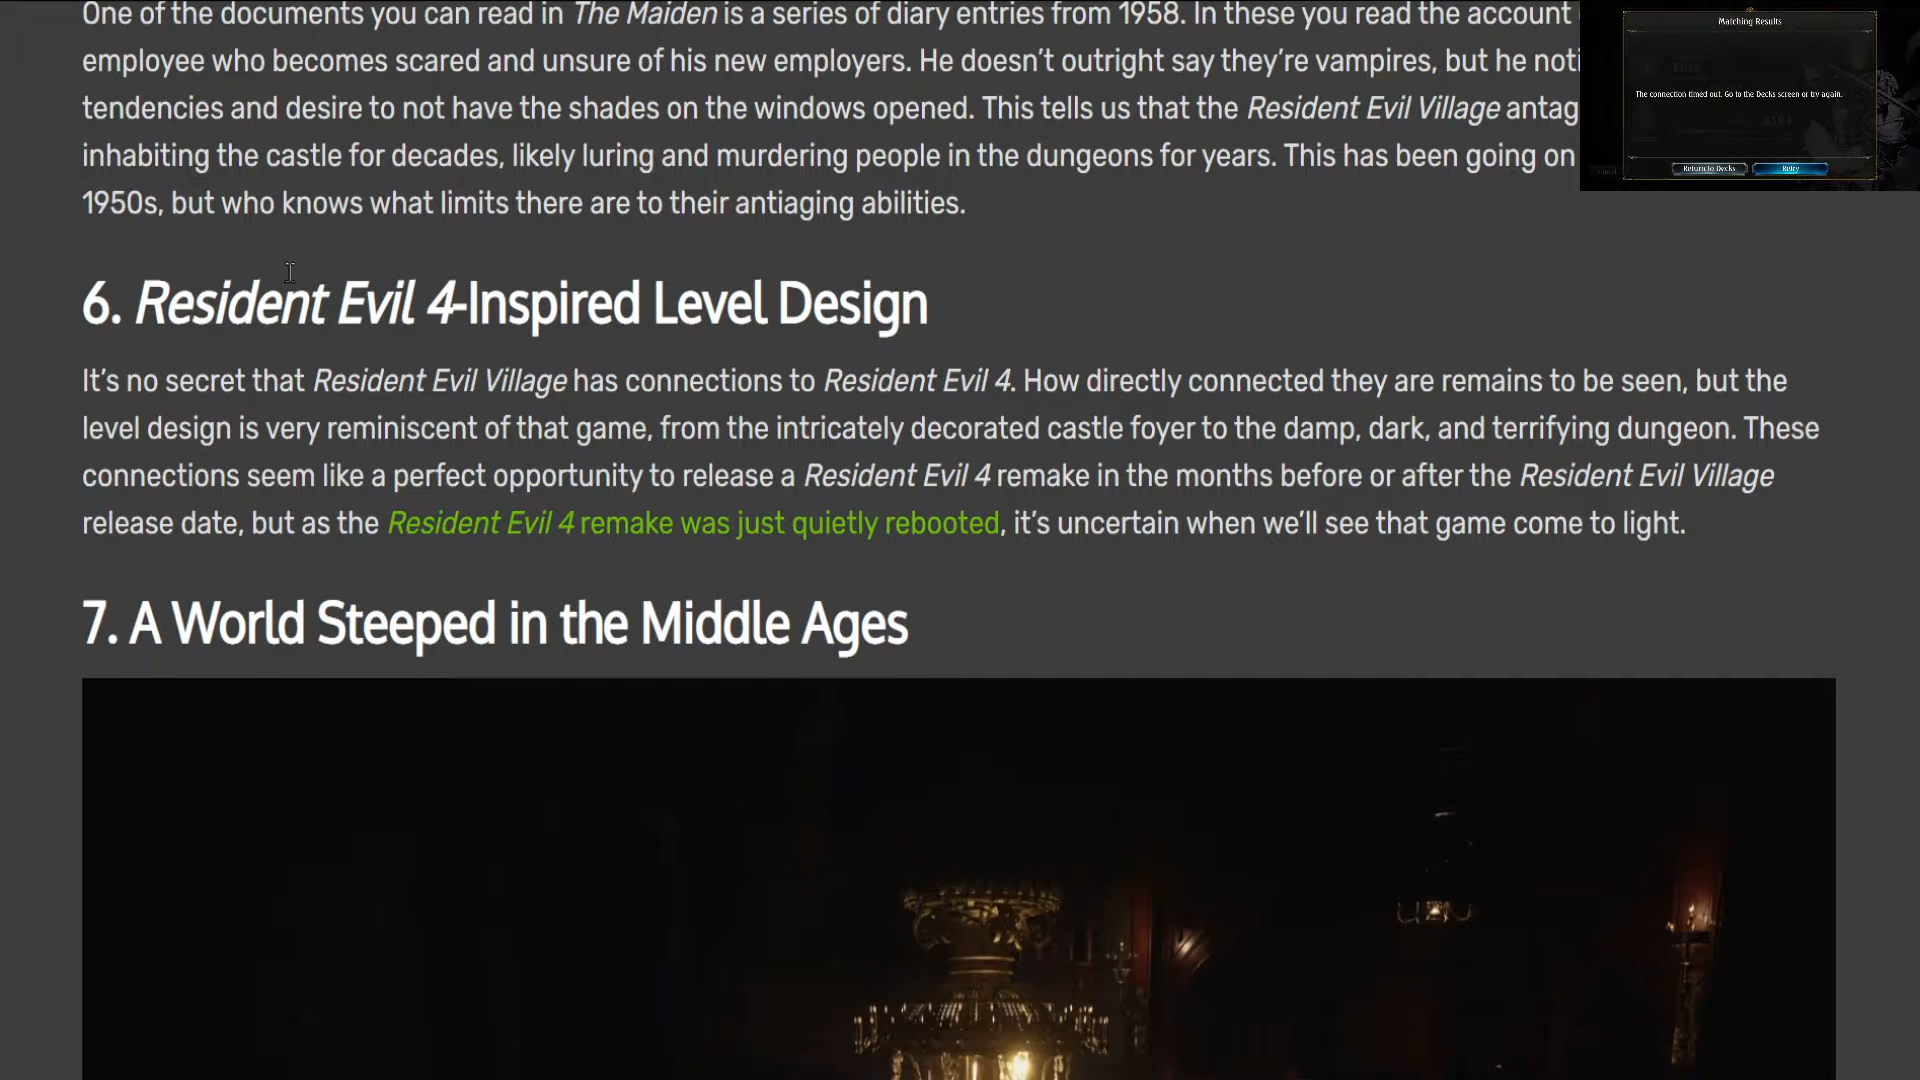 One of the documents you can read in The Maiden is a series of diary entries from 1958. In these you read the account
employee who becomes scared and unsure of his new employers. He doesn’t outright say they’re vampires, but he noti
tendencies and desire to not have the shades on the windows opened. This tells us that the Resident Evil Village antag
inhabiting the castle for decades, likely luring and murdering people in the dungeons for years. This has been going on
1950s, but who knows what limits there are to their antiaging abilities.
Matching Results
The connection timed out. Go to the Decks screen or try again.
Cancel
Return to Decks
Retry
6. Resident Evil 4-Inspired Level Design
It’s no secret that Resident Evil Village has connections to Resident Evil 4. How directly connected they are remains to be seen, but the
level design is very reminiscent of that game, from the intricately decorated castle foyer to the damp, dark, and terrifying dungeon. These
connections seem like a perfect opportunity to release a Resident Evil 4 remake in the months before or after the Resident Evil Village
release date, but as the Resident Evil 4 remake was just quietly rebooted, it’s uncertain when we’ll see that game come to light.
7. A World Steeped in the Middle Ages